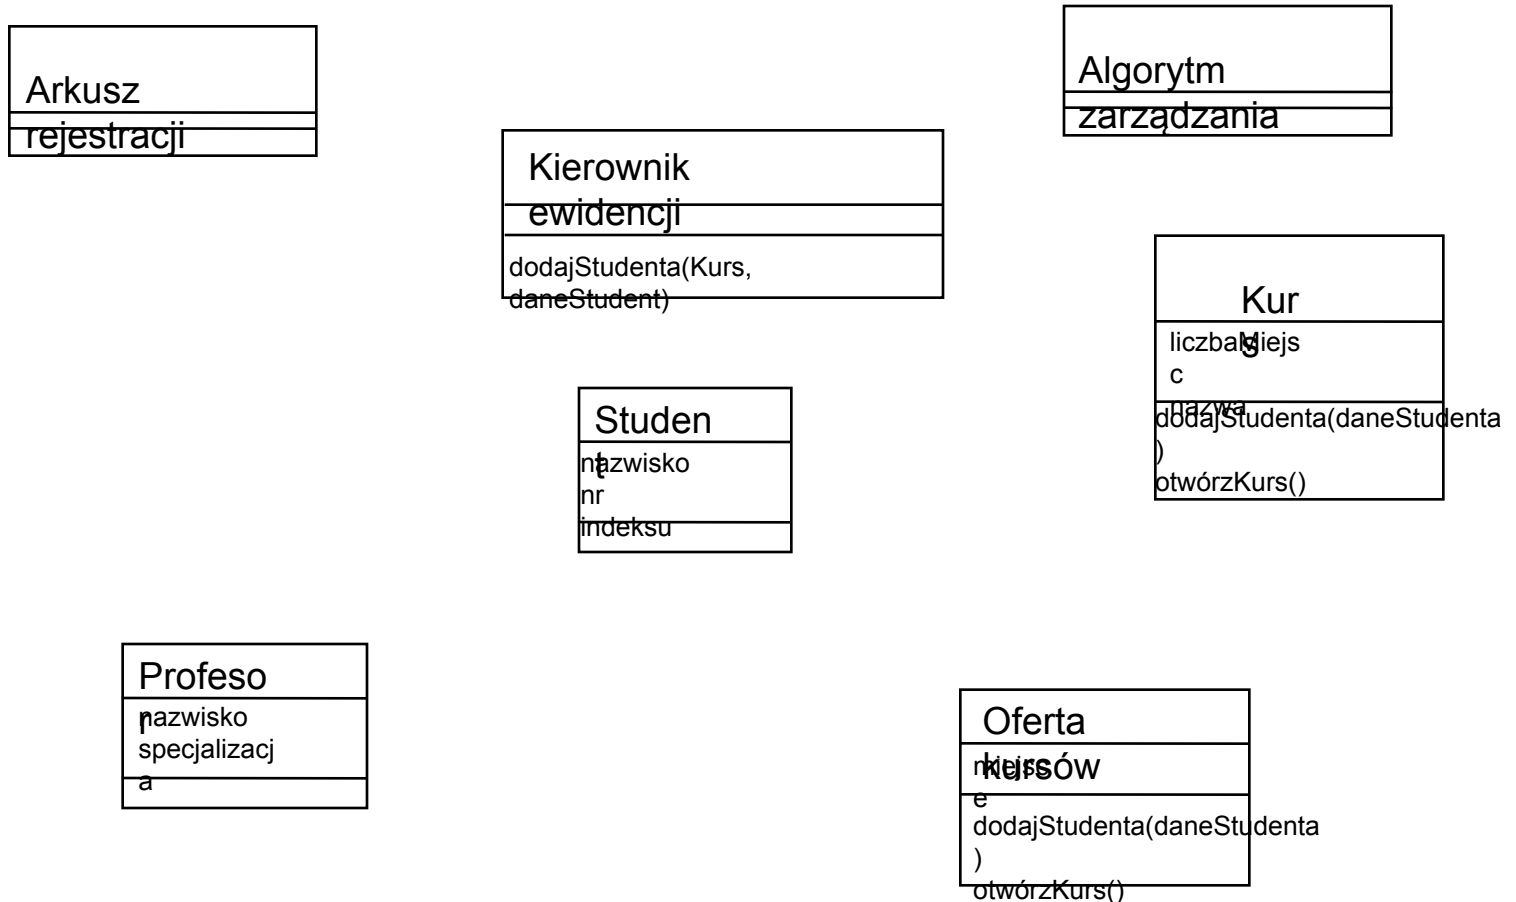 Arkusz
rejestracji
Algorytm
zarządzania
Kierownik
ewidencji
dodajStudenta(Kurs,
daneStudent)
Kur
s
liczbaMiejs
c
nazwa
dodajStudenta(daneStudenta
)
otwórzKurs()
Studen
t
nazwisko
nr
indeksu
Profeso
r
nazwisko
specjalizacj
a
Oferta
kursów
miejsc
e
dodajStudenta(daneStudenta
)
otwórzKurs()